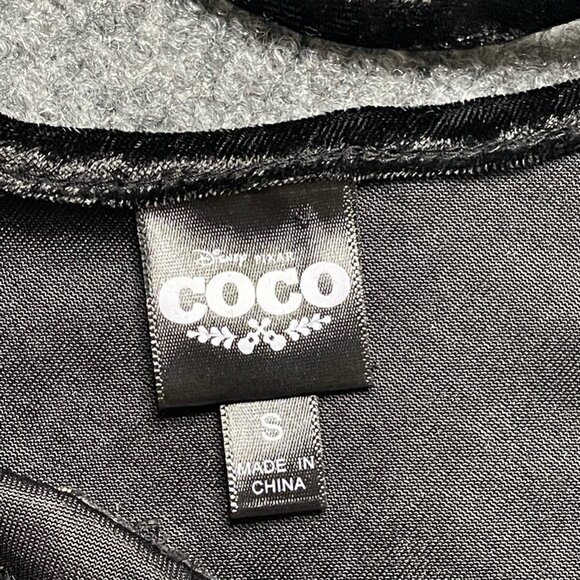 Disney PIXAR
COCO
S
MADE IN
CHINA